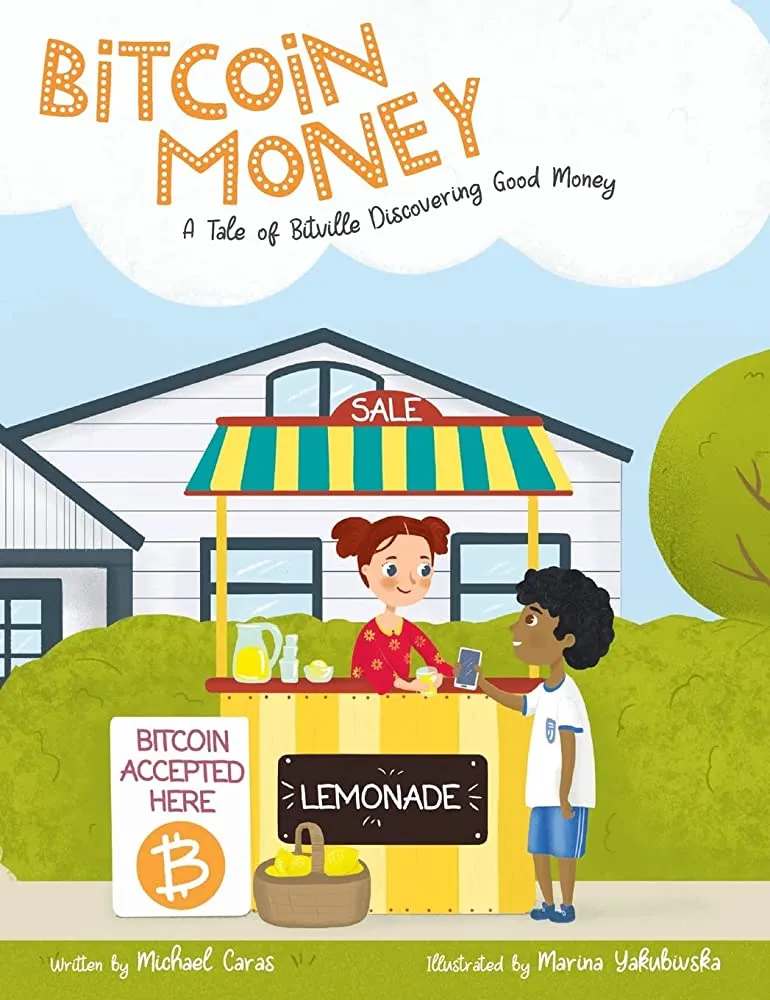 BiTCOiN
MONEY
A Tale of Bitville Discovering Good Money
SALE
BITCOIN
ACCEPTED
HERE
LEMONADE
Written by Michael Caras
Illustrated by Marina Yakubivska